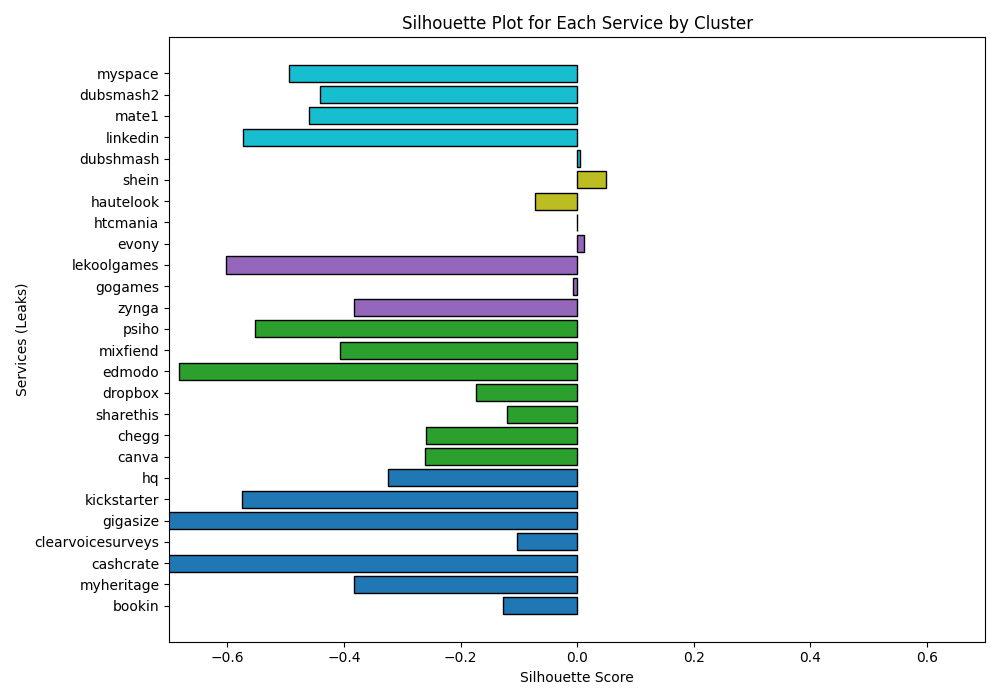 Silhouette Plot for Each Service by Cluster
myspace
dubsmash2
mate1
linkedin
dubshmash
shein
hautelook
htcmania
evony
lekoolgames
gogames
zynga
psiho
mixfiend
edmodo
dropbox
sharethis
chegg
canva
hq
kickstarter
gigasize
clearvoicesurveys
cashcrate
myheritage
bookin
Services (Leaks)
−0.6 −0.4 −0.2 0.0 0.2 0.4 0.6
Silhouette Score